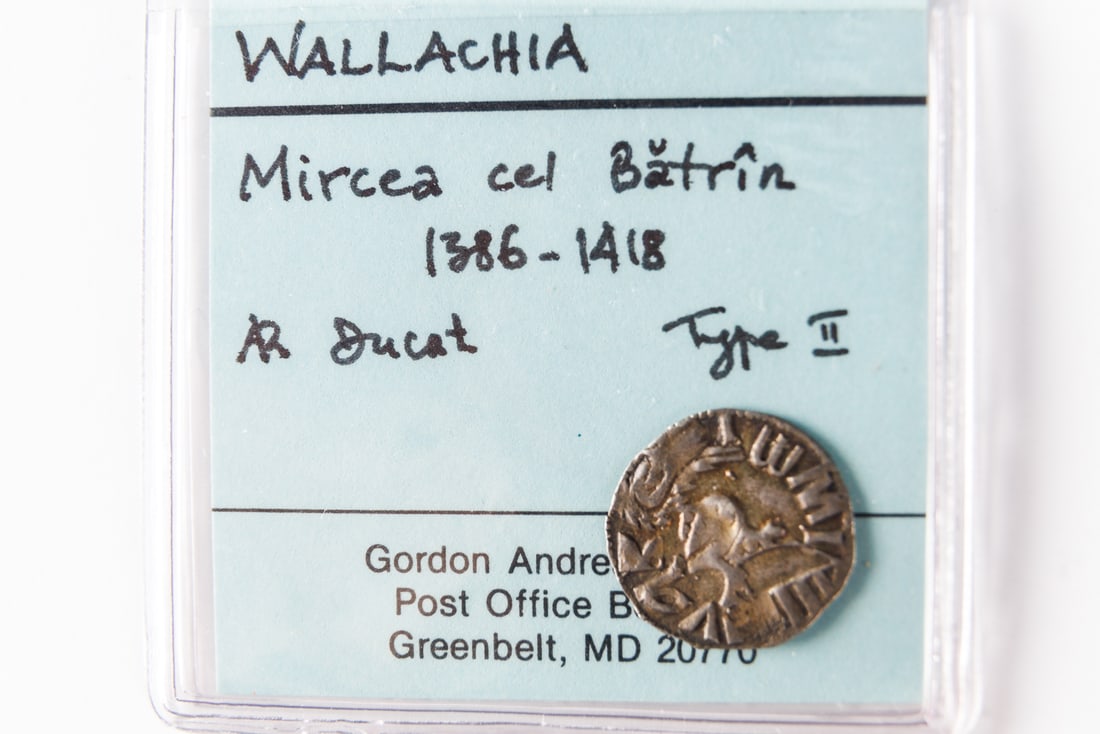 WALLACHIA
Mircea cel Bătrîn
1386-1418
AR Ducat Type II
Gordon Andre
Post Office B
Greenbelt, MD 20770